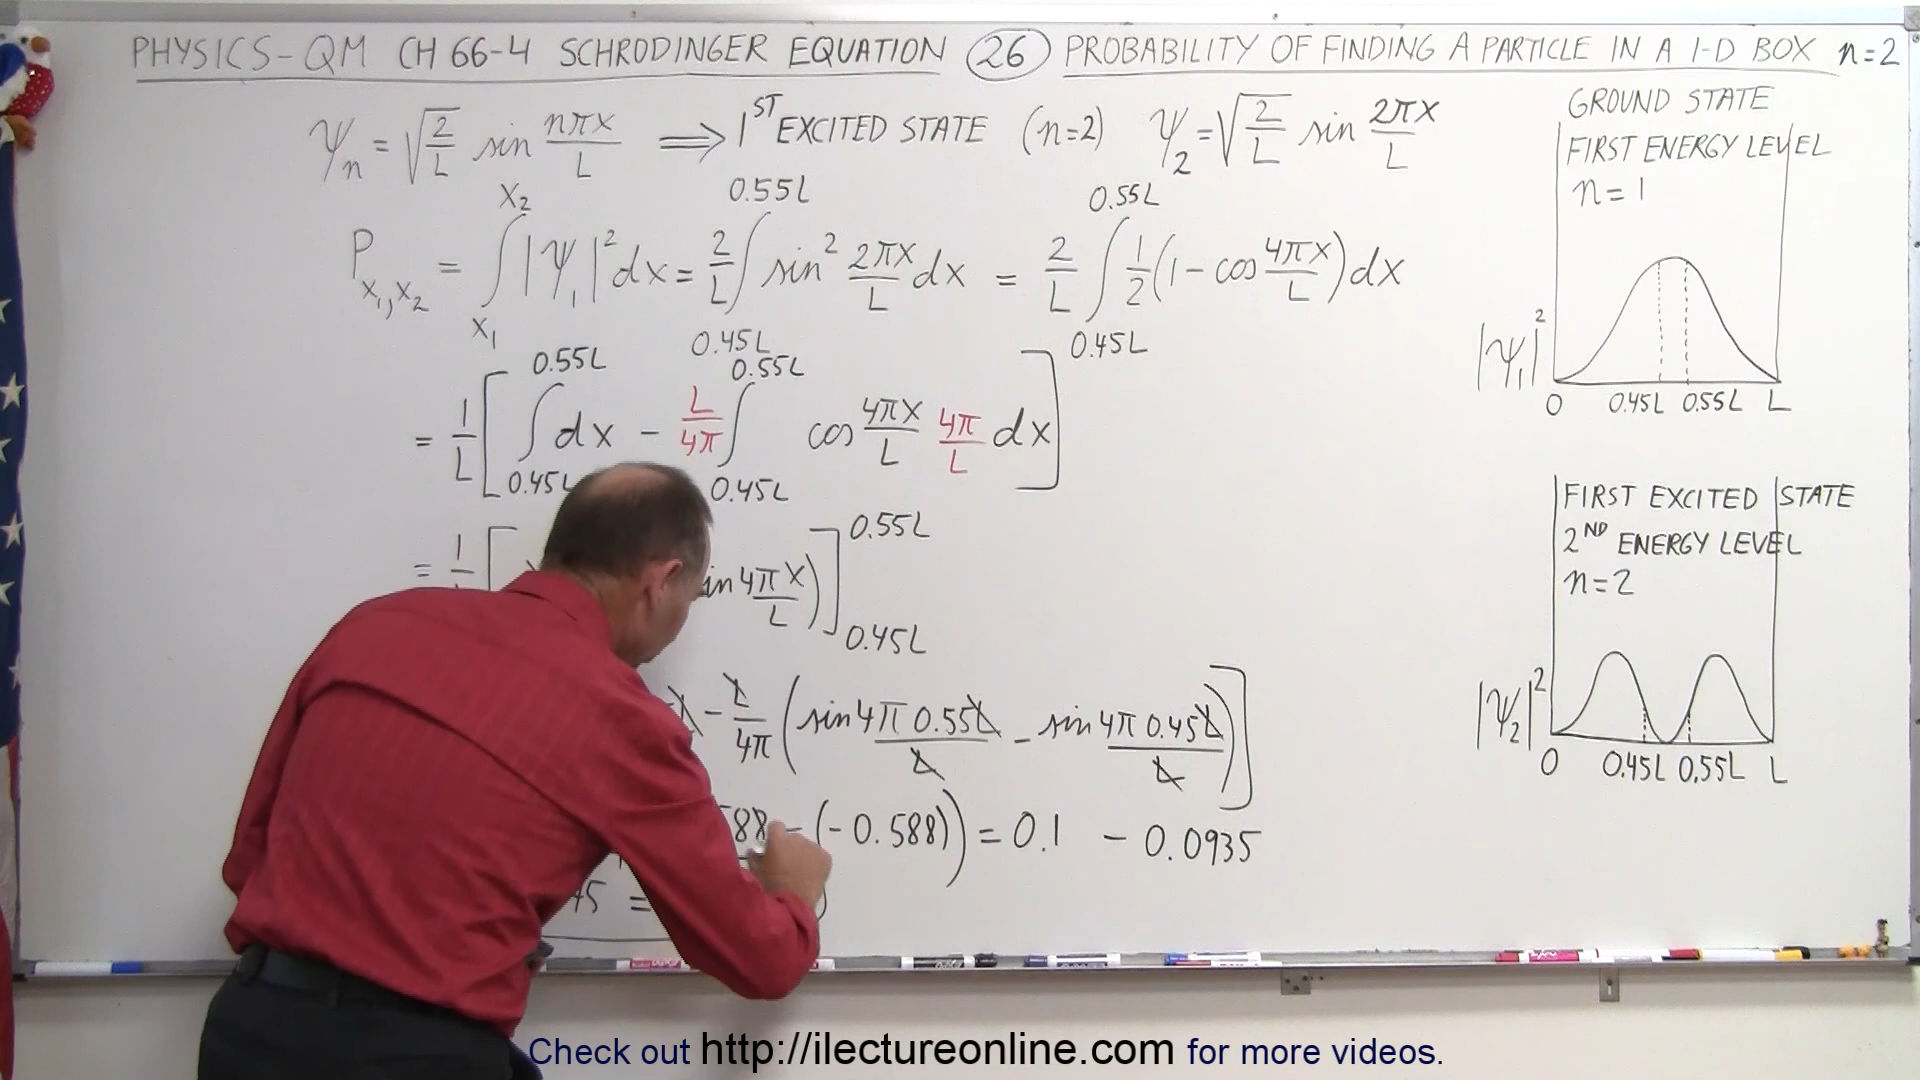 PHYSICS-QM CH 66-4 SCHRODINGER EQUATION 26 PROBABILITY OF FINDING A PARTICLE IN A 1-D BOX n=2
ψn = √(2/L) sin nπx/L ⟹ 1ST EXCITED STATE (n=2) ψ2 = √(2/L) sin 2πx/L
Px1,x2 = ∫x1^x2 |ψ1|² dx = 2/L ∫0.45L^0.55L sin² 2πx/L dx = 2/L ∫0.45L^0.55L 1/2 (1 - cos 4πx/L) dx
= 1/L [ ∫0.45L^0.55L dx - L/4π ∫0.45L^0.55L cos 4πx/L 4π/L dx ]
= 1/ [ in 4πx/L ) ] 0.55L 0.45L
- L/4π ( sin 4π 0.55L/L - sin 4π 0.45L/L ) ]
588 - (- 0.588)) = 0.1 - 0.0935
45 =
GROUND STATE
FIRST ENERGY LEVEL
n=1
|ψ1|²
0 0.45L 0.55L L
FIRST EXCITED STATE
2ND ENERGY LEVEL
n=2
|ψ2|²
0 0.45L 0.55L L
Check out http://ilectureonline.com for more videos.